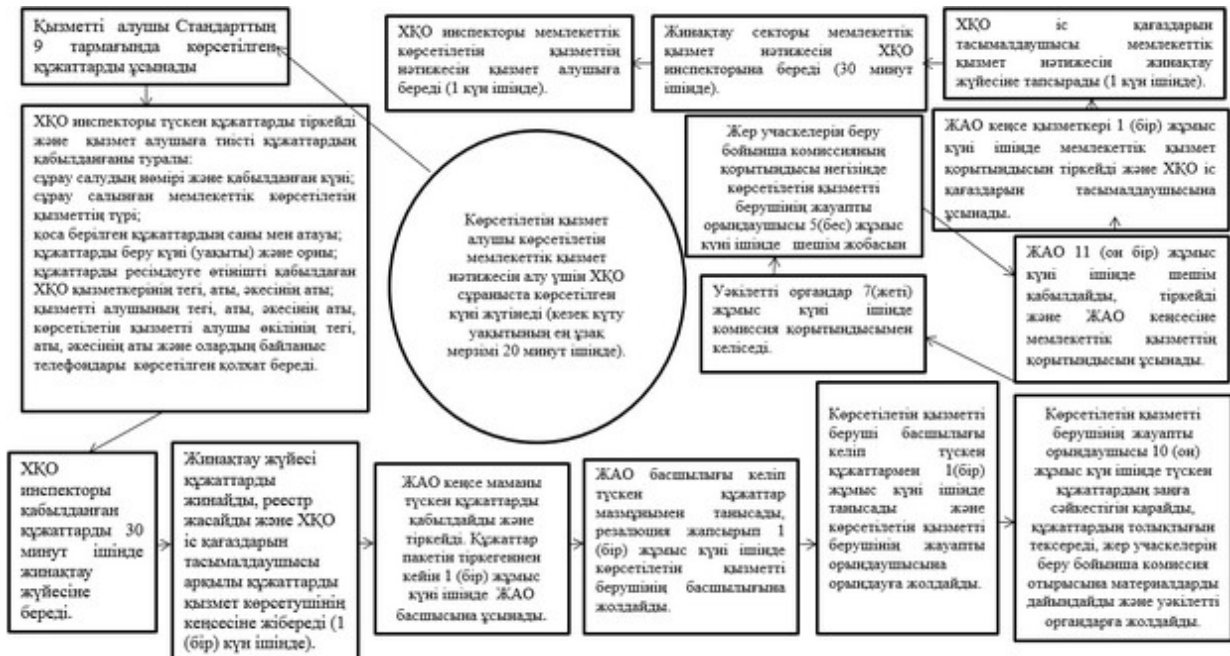 Қызметті алушы Стандарттың
9 тармағында көрсетілген
құжаттарды ұсынады
ХҚО инспекторы түскен құжаттарды тіркейді
және қызмет алушыға тиісті құжаттардың
қабылданғаны туралы:
сұрау салудың нөмірі және қабылданған күні;
сұрау салынған мемлекеттік көрсетілетін
қызметтің түрі;
қоса берілген құжаттардың саны мен атауы;
құжаттарды беру күні (уақыты) және орны;
құжаттарды ресімдеуге өтінішті қабылдаған
ХҚО қызметкерінің тегі, аты, әкесінің аты;
қызметті алушының тегі, аты, әкесінің аты,
көрсетілетін қызметті алушы өкілінің тегі,
аты, әкесінің аты және олардың байланыс
телефондары көрсетілген қолхат береді.
ХҚО
инспекторы
қабылданған
құжаттарды 30
минут ішінде
жинақтау
жүйесіне
береді.
Жинақтау жүйесі
құжаттарды
жинайды, реестр
жасайды және ХҚО
іс қағаздарын
тасымалдаушысы
арқылы құжаттарды
қызмет көрсетушінің
кеңсесіне жібереді (1
(бір) күн ішінде).
ЖАО кеңсе маманы
түскен құжаттарды
қабылдайды және
тіркейді. Құжаттар
пакетін тіркегеннен
кейін 1 (бір) жұмыс
күні ішінде ЖАО
басшысына ұсынады.
ЖАО басшылығы келіп
түскен құжаттар
мазмұнымен танысады,
резалюция жапсырып 1
(бір) жұмыс күні ішінде
көрсетілетін қызметті
берушінің басшылығына
жолдайды.
Көрсетілетін қызметті
беруші басшылығы
келіп түскен
құжаттармен 1(бір)
жұмыс күні ішінде
танысады және
көрсетілетін қызметті
берушінің жауапты
орындаушысына
орындауға жолдайды.
Көрсетілетін қызметті
берушінің жауапты
орындаушысы 10 (он)
жұмыс күн ішінде түскен
құжаттардың заңға
сәйкестігін қарайды,
құжаттардың толықтығын
тексереді, жер учаскелерін
беру бойынша комиссия
отырысына материалдарды
дайындайды және уәкілетті
органдарға жолдайды.
ЖАО 11 (он бір) жұмыс
күні ішінде шешім
қабылдайды, тіркейді
және ЖАО кеңсесіне
мемлекеттік қызметтің
қорытындысын ұсынады.
Уәкілетті органдар 7(жеті)
жұмыс күні ішінде
комиссия қорытындысымен
келіседі.
Жер учаскелерін беру
бойынша комиссияның
қорытындысы негізінде
көрсетілетін қызметті
берушінің жауапты
орындаушысы 5(бес) жұмыс
күні ішінде шешім жобасын
ЖАО кеңсе қызметкері 1 (бір) жұмыс
күні ішінде мемлекеттік қызмет
қорытындысын тіркейді және ХҚО іс
қағаздарын тасымалдаушысына
ұсынады.
ХҚО іс қағаздарын
тасымалдаушысы мемлекеттік
қызмет нәтижесін жинақтау
жүйесіне тапсырады (1 күн ішінде).
Жинақтау секторы мемлекеттік
қызмет нәтижесін ХҚО
инспекторына береді (30 минут
ішінде).
ХҚО инспекторы мемлекеттік
көрсетілетін қызметтің
нәтижесін қызмет алушыға
береді (1 күн ішінде).
Көрсетілетін қызмет
алушы көрсетілетін
мемлекеттік қызмет
нәтижесін алу үшін ХҚО
сұраныста көрсетілген
күні жүгінеді (кезек күту
уақытының ең ұзақ
мерзімі 20 минут ішінде).